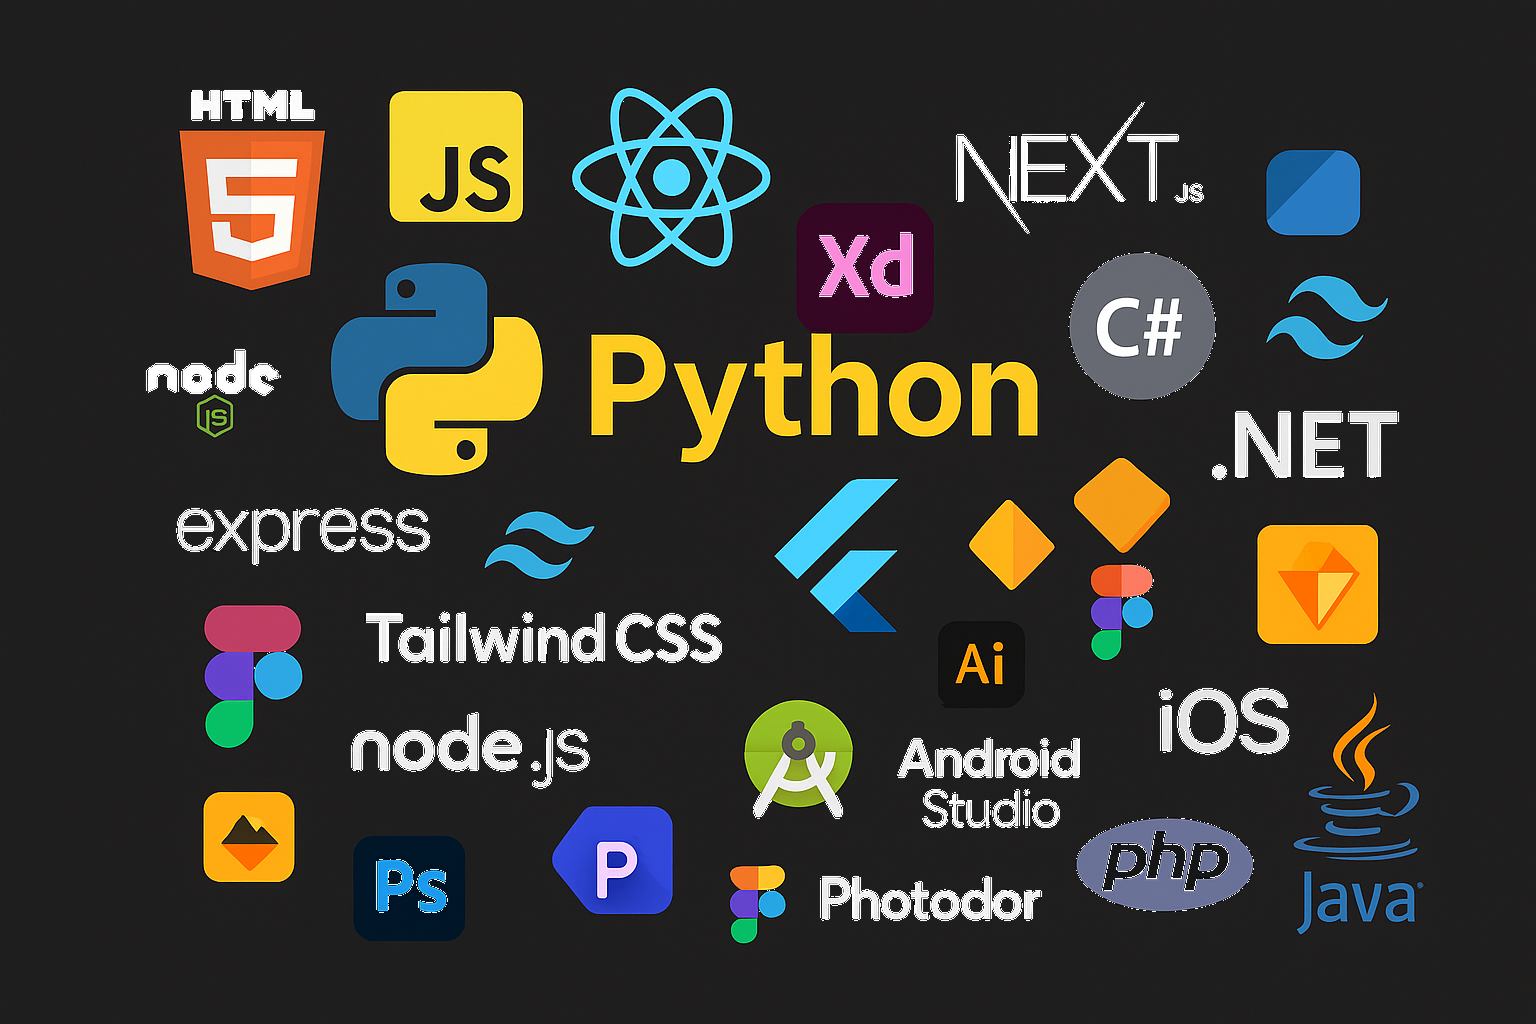 HTML
5
JS
NEXT.JS
Xd
C#
node
JS
Python
.NET
express
Tailwind CSS
Ai
node.js
iOS
Android
Studio
Ps
P
Photodor
php
Java